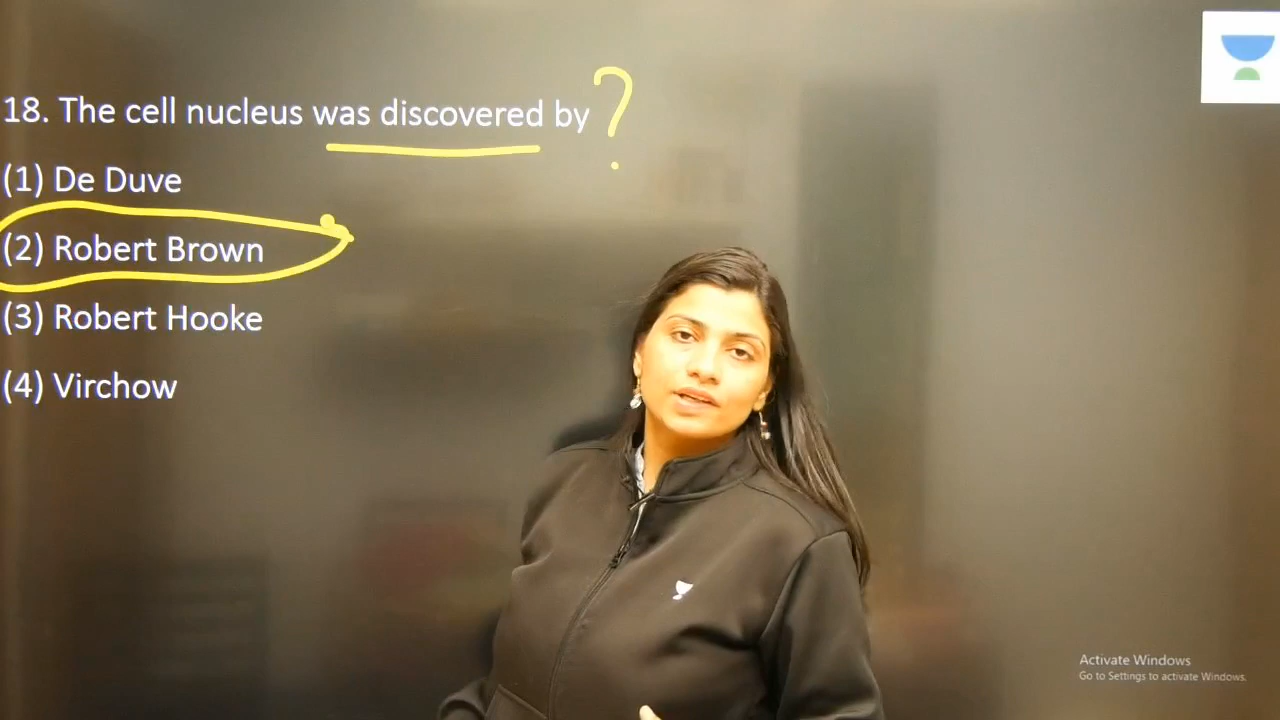 18. The cell nucleus was discovered by ?
(1) De Duve
(2) Robert Brown
(3) Robert Hooke
(4) Virchow
Activate Windows
Go to Settings to activate Windows.